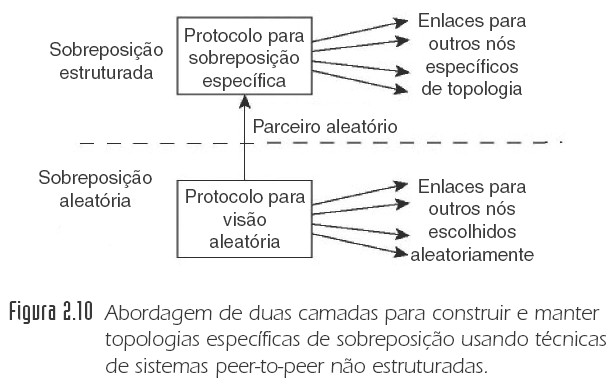 Sobreposição
estruturada
Protocolo para
sobreposição
específica
Enlaces para
outros nós
específicos
de topologia
Parceiro aleatório
Sobreposição
aleatória
Protocolo para
visão
aleatória
Enlaces para
outros nós
escolhidos
aleatoriamente
Figura 2.10 Abordagem de duas camadas para construir e manter
topologias específicas de sobreposição usando técnicas
de sistemas peer-to-peer não estruturadas.